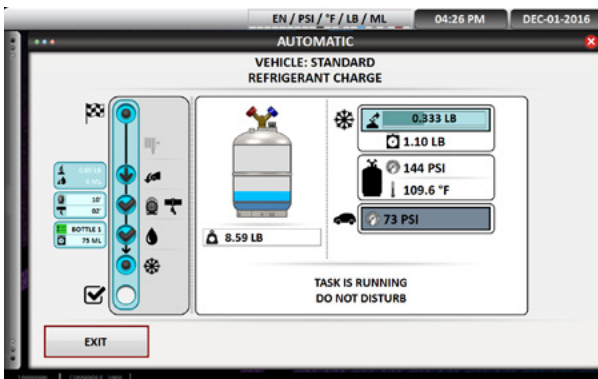 EN / PSI / °F / LB / ML
04:26 PM
DEC-01-2016
AUTOMATIC
VEHICLE: STANDARD
REFRIGERANT CHARGE
0.333 LB
1.10 LB
144 PSI
109.6 °F
73 PSI
10'
02'
BOTTLE 1
75 ML
8.59 LB
TASK IS RUNNING
DO NOT DISTURB
EXIT